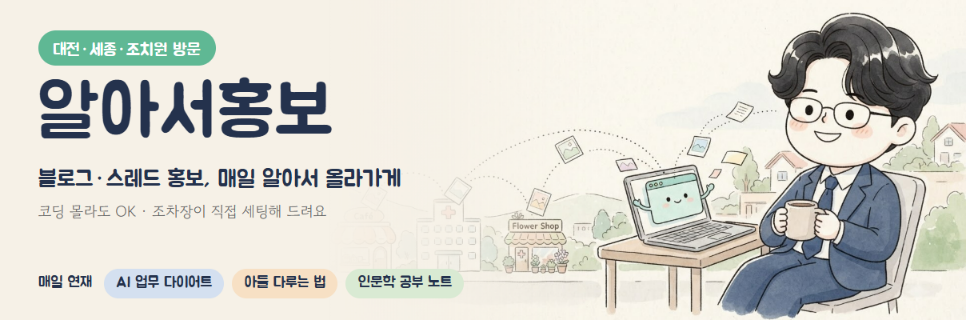 대전·세종·조치원 방문
알아서홍보
블로그·스레드 홍보, 매일 알아서 올라가게
코딩 몰라도 OK · 조차장이 직접 세팅해 드려요
매일 연재 AI 업무 다이어트 아들 다루는 법 인문학 공부 노트
Flower Shop